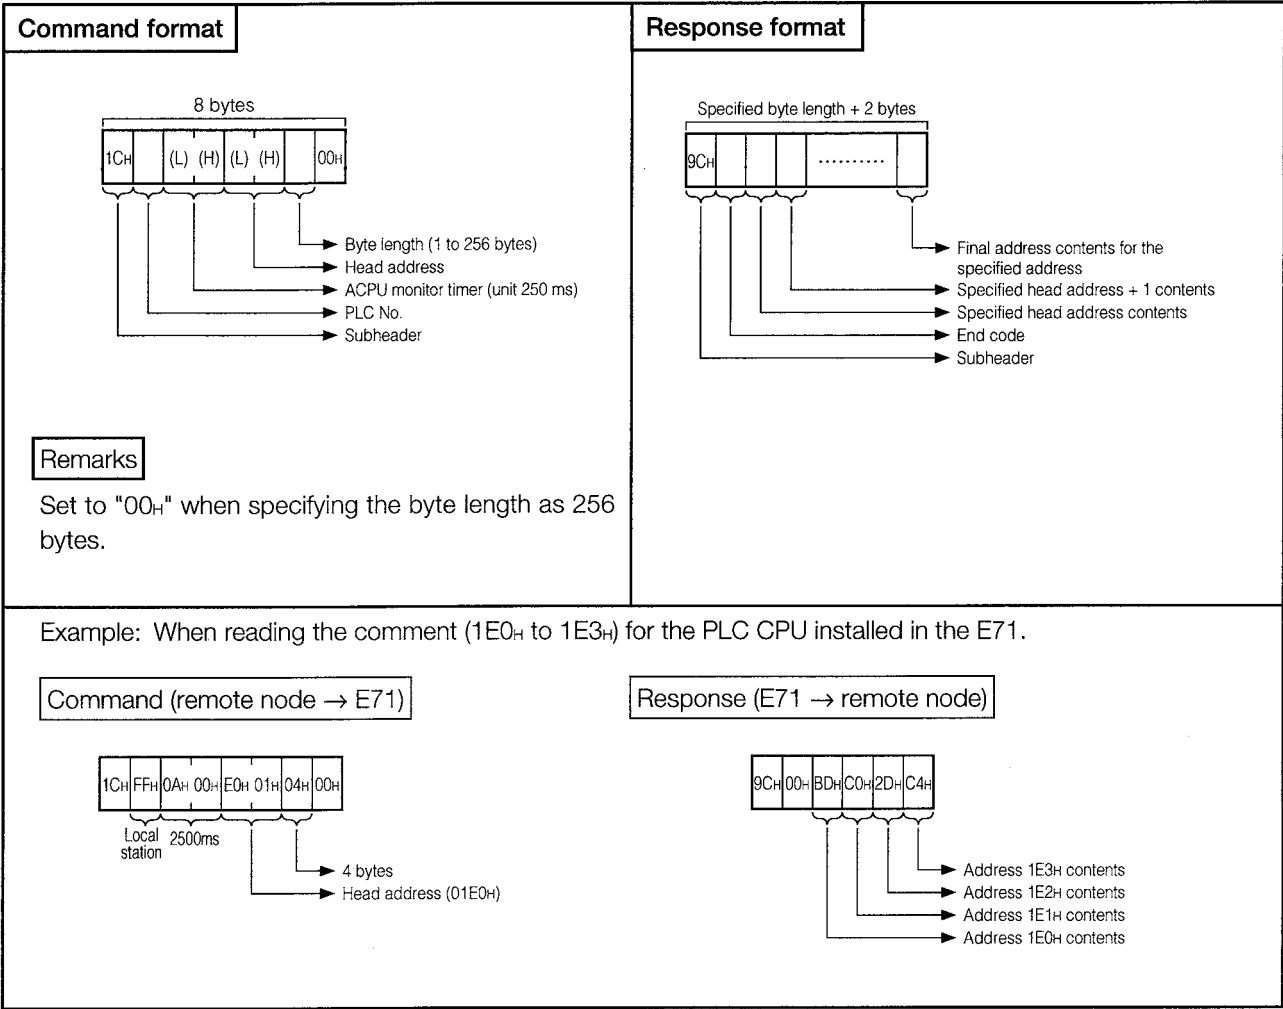 Command format
8 bytes
1CH (L) (H) (L) (H) 00H
Byte length (1 to 256 bytes)
Head address
ACPU monitor timer (unit 250 ms)
PLC No.
Subheader
Remarks
Set to "00H" when specifying the byte length as 256
bytes.
Response format
Specified byte length + 2 bytes
9CH ··········
Final address contents for the
specified address
Specified head address + 1 contents
Specified head address contents
End code
Subheader
Example: When reading the comment (1E0H to 1E3H) for the PLC CPU installed in the E71.
Command (remote node → E71)
1CH FFH 0AH 00H E0H 01H 04H 00H
Local
station
2500ms
4 bytes
Head address (01E0H)
Response (E71 → remote node)
9CH 00H BDH C0H 2DH C4H
Address 1E3H contents
Address 1E2H contents
Address 1E1H contents
Address 1E0H contents